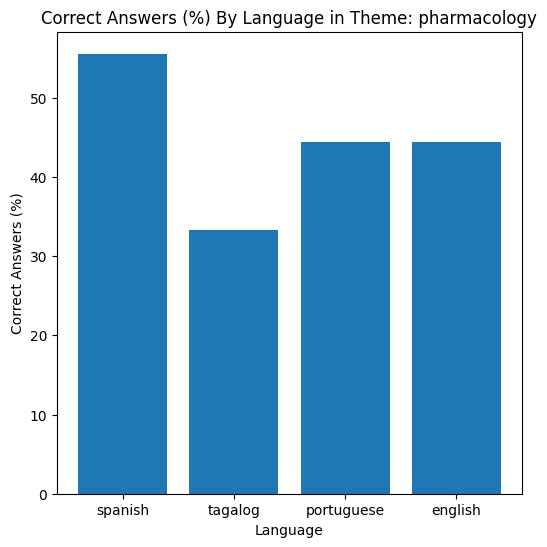 Correct Answers (%) By Language in Theme: pharmacology
Correct Answers (%)
50
40
30
20
10
0
spanish tagalog portuguese english
Language